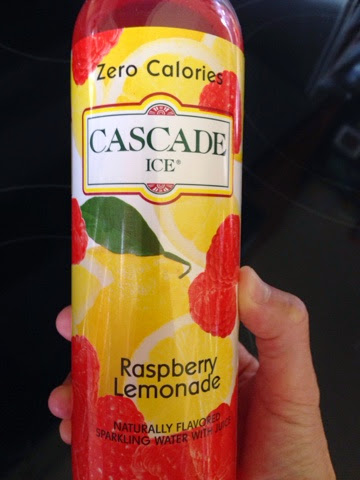 Zero Calories
CASCADE
ICE®
Raspberry
Lemonade
NATURALLY FLAVORED
SPARKLING WATER WITH JUICE